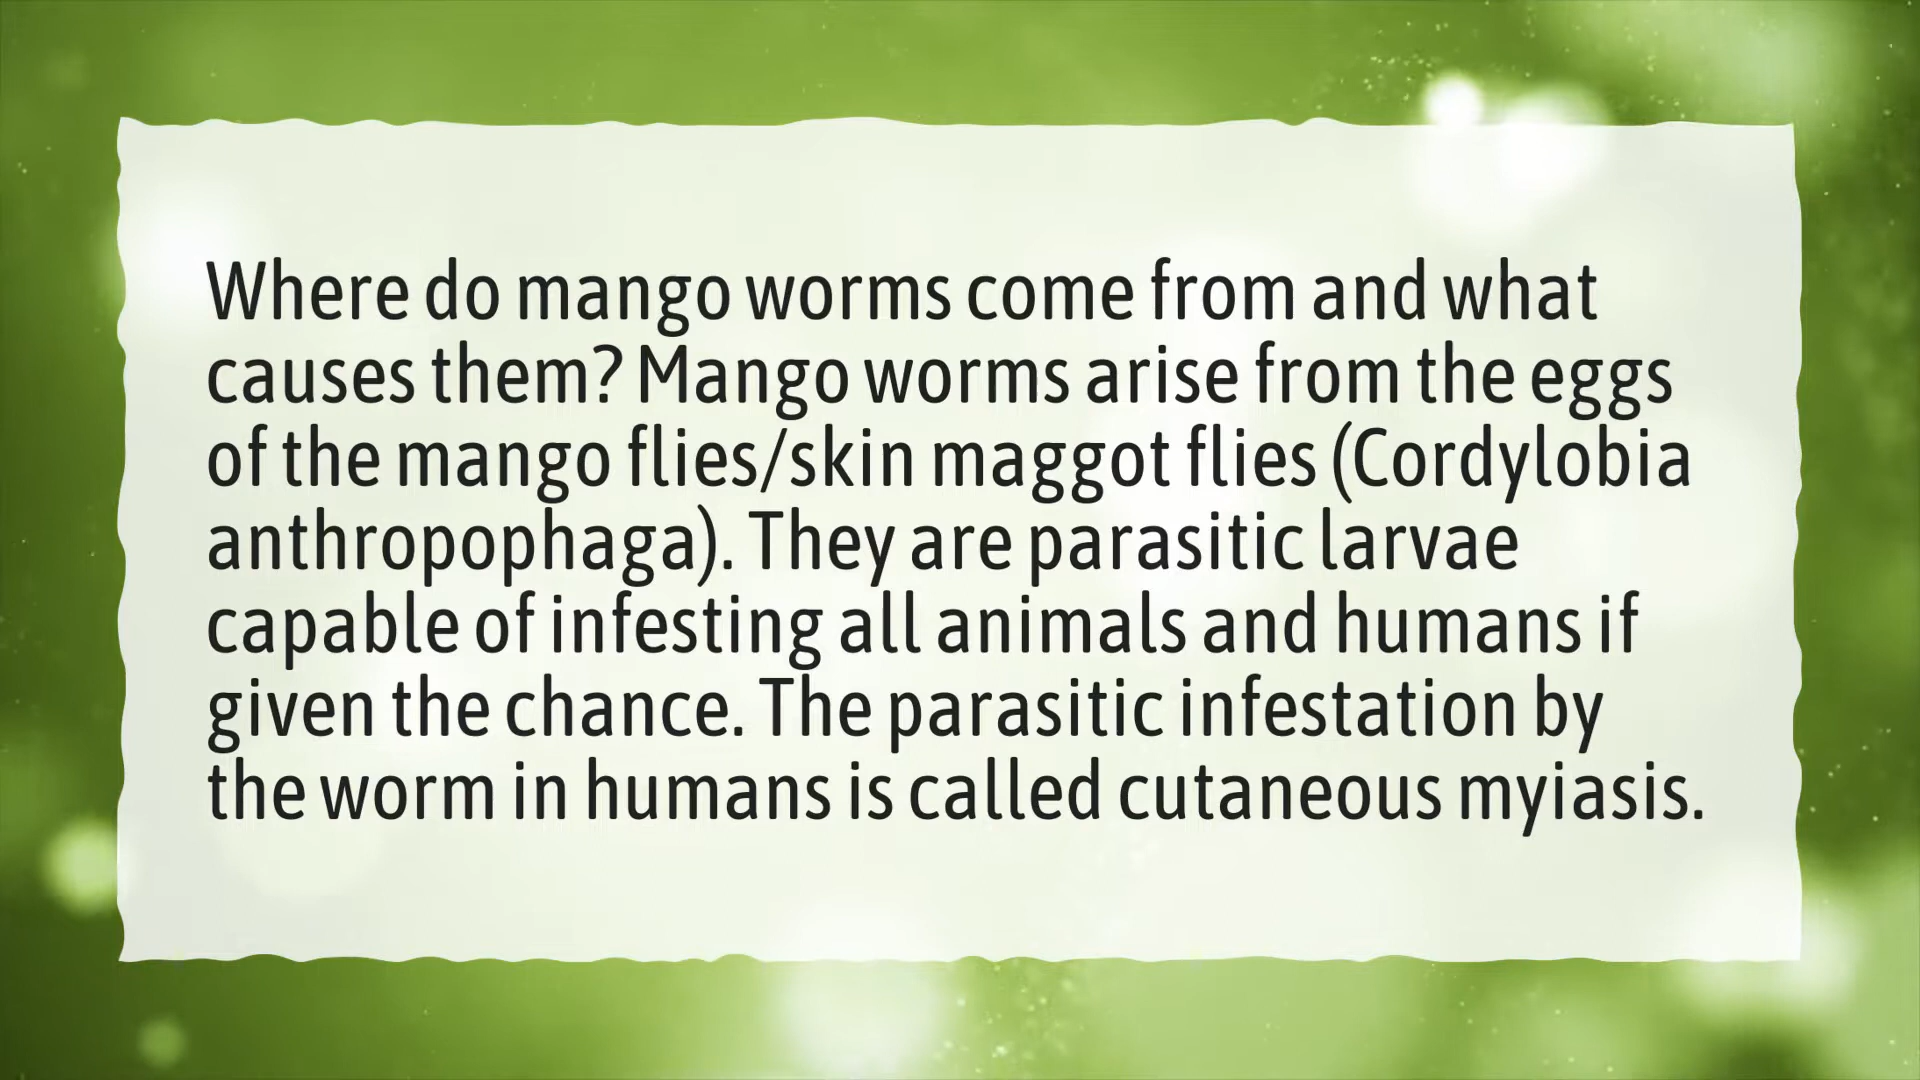 Where do mango worms come from and what
causes them? Mango worms arise from the eggs
of the mango flies/skin maggot flies (Cordylobia
anthropophaga). They are parasitic larvae
capable of infesting all animals and humans if
given the chance. The parasitic infestation by
the worm in humans is called cutaneous myiasis.